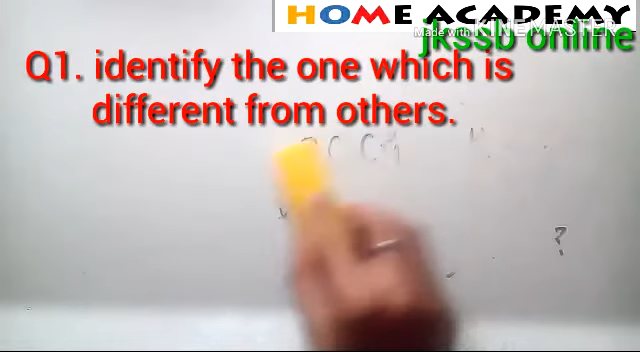 HOME ACADEMY
Made with KINEMASTER
jkssb online
Q1. identify the one which is
different from others.
?